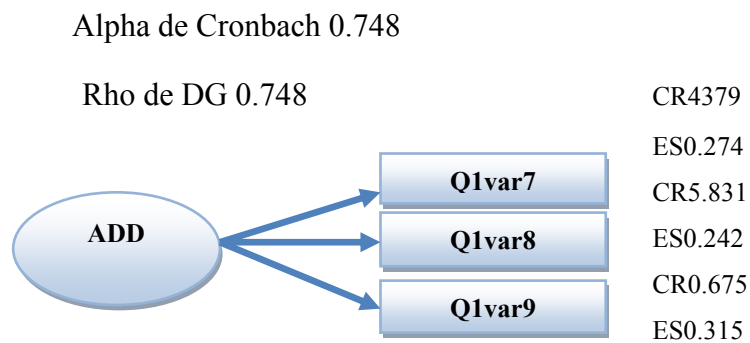 Alpha de Cronbach 0.748
Rho de DG 0.748
ADD
Q1var7
Q1var8
Q1var9
CR4379
ES0.274
CR5.831
ES0.242
CR0.675
ES0.315